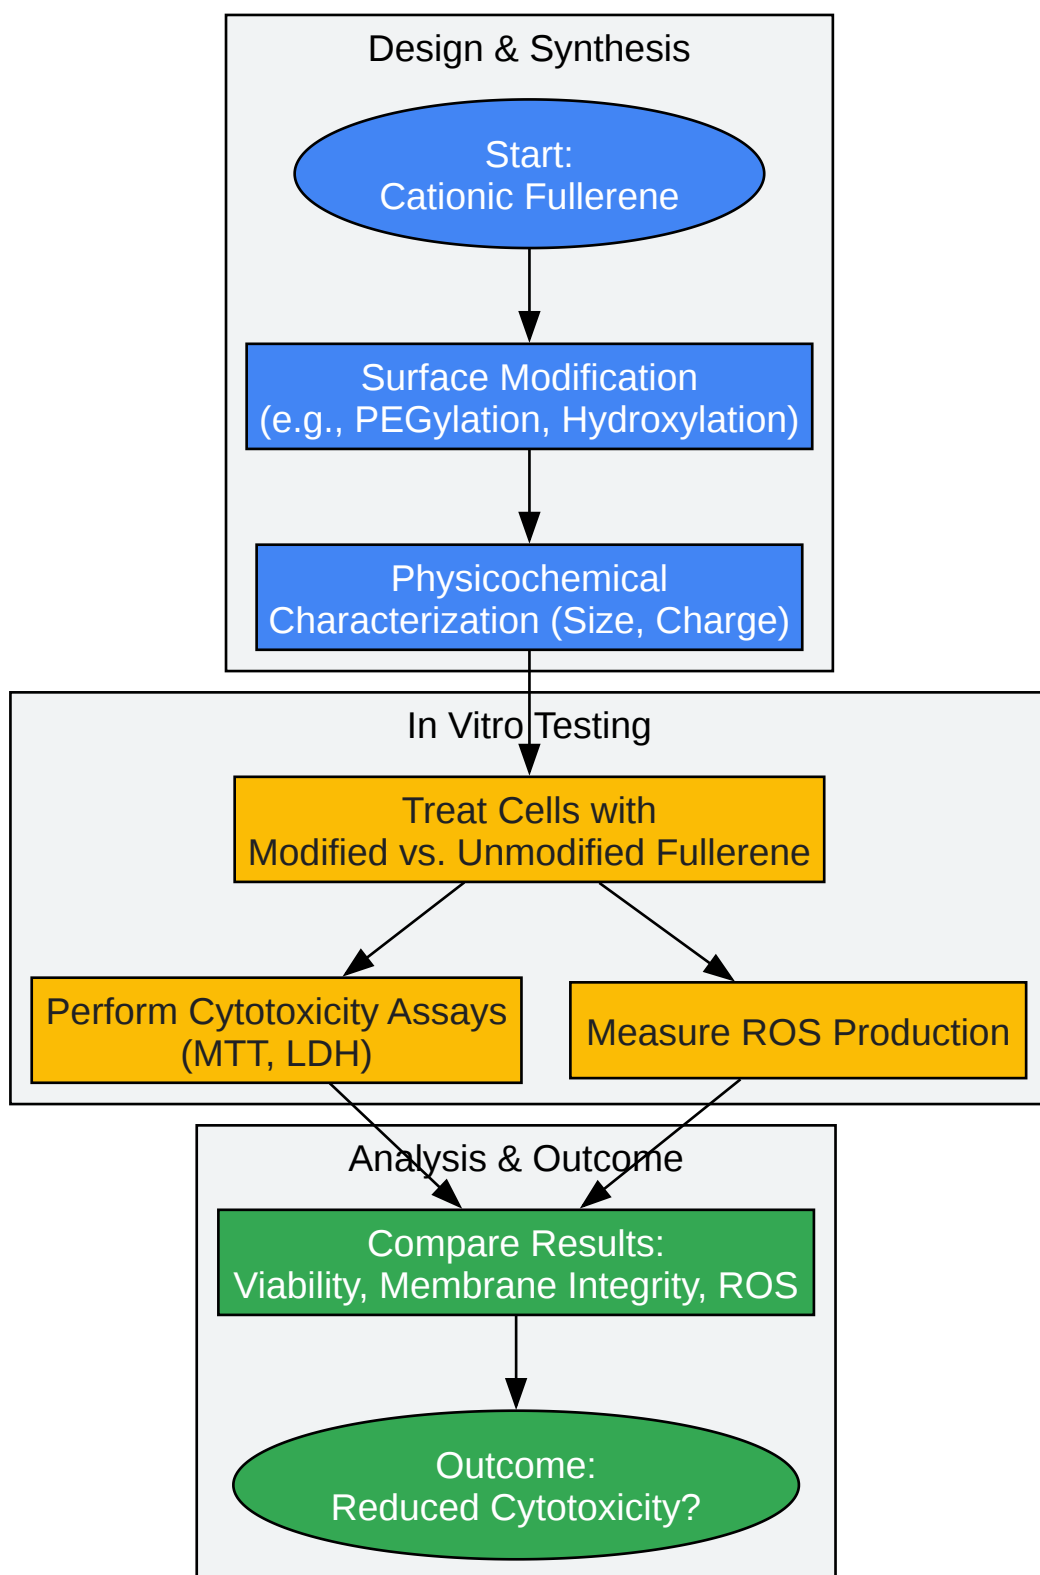 Design & Synthesis
Start:
Cationic Fullerene
Surface Modification
(e.g., PEGylation, Hydroxylation)
Physicochemical
Characterization (Size, Charge)
In Vitro Testing
Treat Cells with
Modified vs. Unmodified Fullerene
Perform Cytotoxicity Assays
(MTT, LDH)
Measure ROS Production
Analysis & Outcome
Compare Results:
Viability, Membrane Integrity, ROS
Outcome:
Reduced Cytotoxicity?